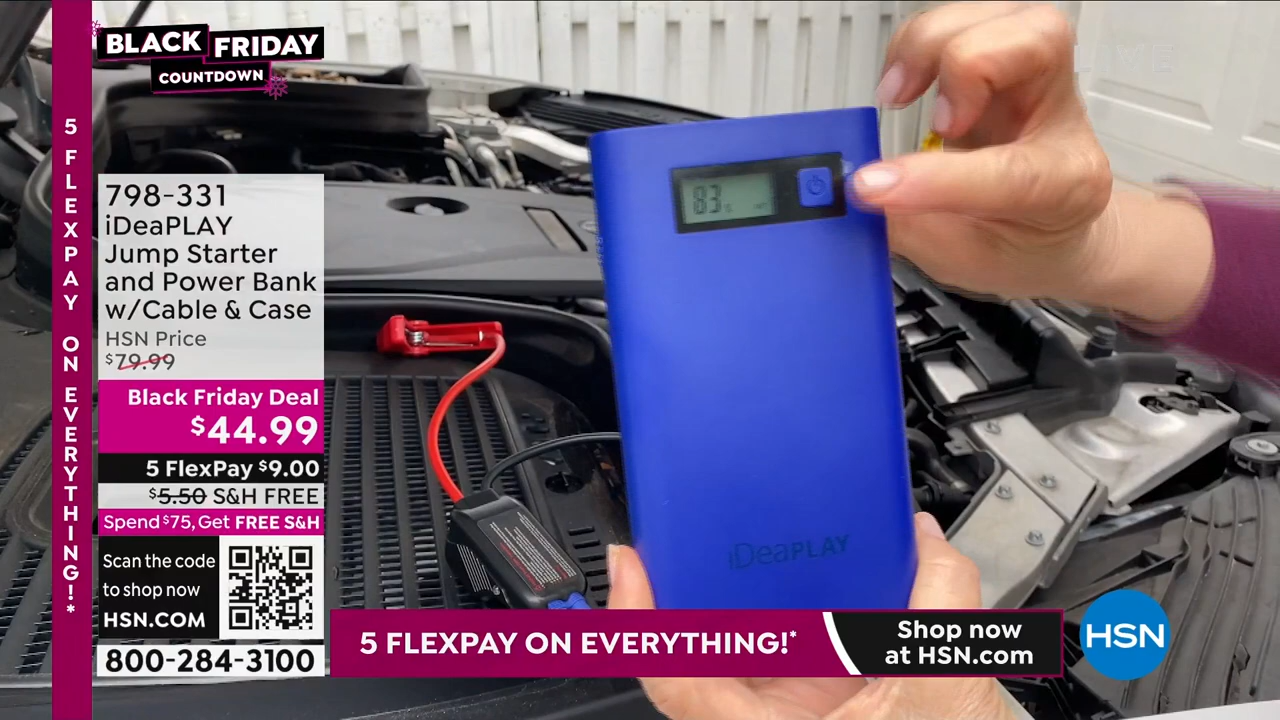 BLACK FRIDAY
COUNTDOWN
LIVE
5 FLEXPAY ON EVERYTHING!*
798-331
iDeaPLAY
Jump Starter
and Power Bank
w/Cable & Case
HSN Price
$79.99
Black Friday Deal
$44.99
5 FlexPay $9.00
$5.50 S&H FREE
Spend $75, Get FREE S&H
Scan the code
to shop now
HSN.COM
800-284-3100
83
iDeaPLAY
5 FLEXPAY ON EVERYTHING!*
Shop now
at HSN.com
HSN